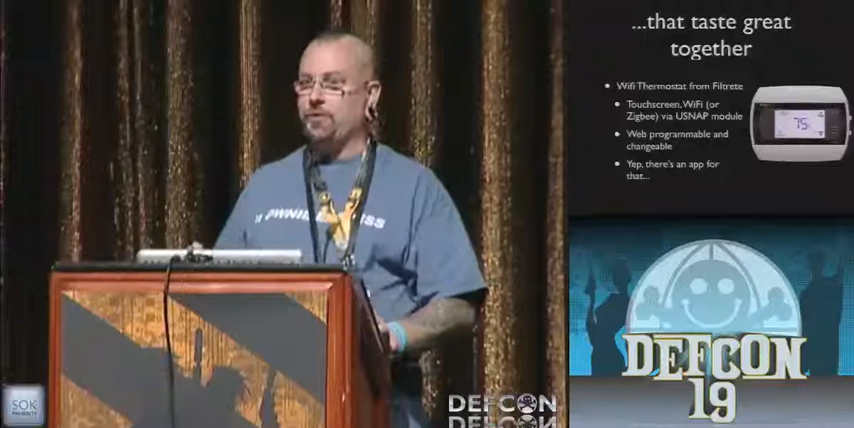 ...that taste great
together
Wifi Thermostat from Filtrete
Touchscreen, WiFi (or
Zigbee) via USNAP module
Web programmable and
changeable
Yep, there's an app for
that...
75
DEFCON
19
DEFCON
SOK